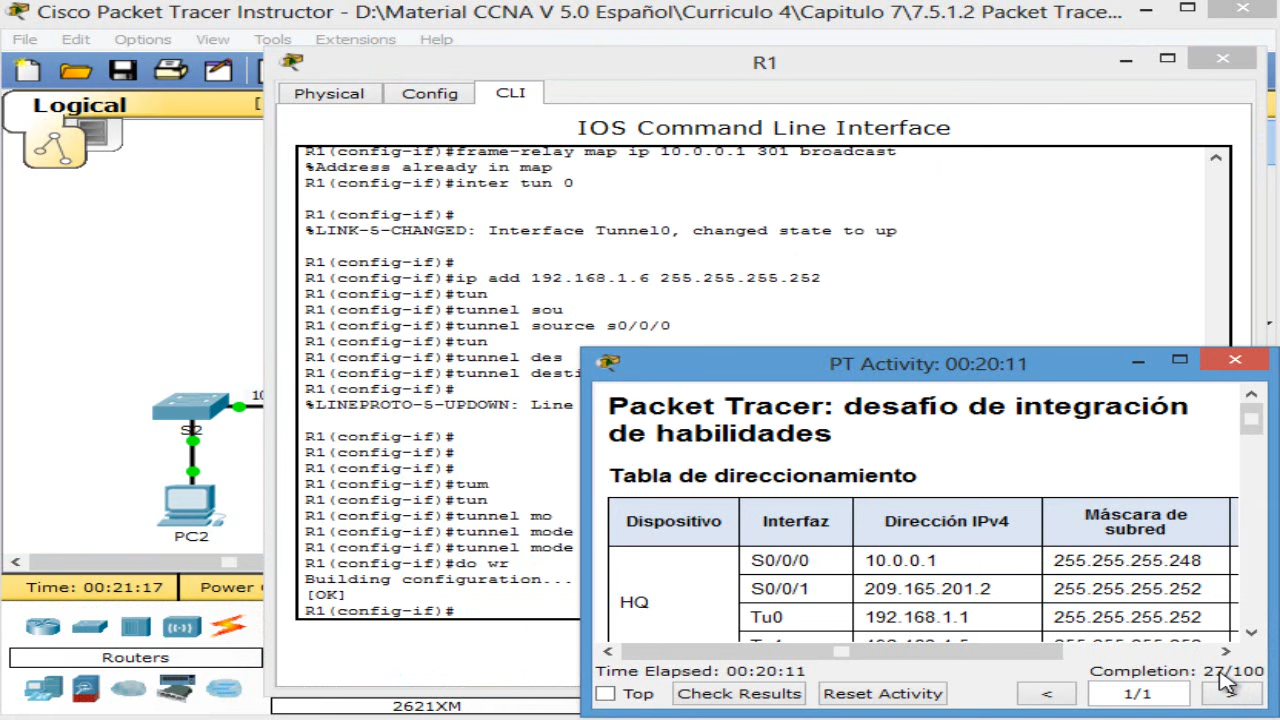 Cisco Packet Tracer Instructor - D:\Material CCNA V 5.0 Español\Curriculo 4\Capitulo 7\7.5.1.2 Packet Trace...
File Edit Options View Tools Extensions Help
R1
Physical Config CLI
Logical [
IOS Command Line Interface
R1(config-if)#frame-relay map ip 10.0.0.1 301 broadcast
%Address already in map
R1(config-if)#inter tun 0
R1(config-if)#
%LINK-5-CHANGED: Interface Tunnel0, changed state to up
R1(config-if)#
R1(config-if)#ip add 192.168.1.6 255.255.255.252
R1(config-if)#tun
R1(config-if)#tunnel sou
R1(config-if)#tunnel source s0/0/0
R1(config-if)#tun
R1(config-if)#tunnel des
R1(config-if)#tunnel desti
R1(config-if)#
%LINEPROTO-5-UPDOWN: Line
R1(config-if)#
R1(config-if)#
R1(config-if)#
R1(config-if)#tum
R1(config-if)#tun
R1(config-if)#tunnel mo
R1(config-if)#tunnel mode
R1(config-if)#tunnel mode
R1(config-if)#do wr
Building configuration...
[OK]
R1(config-if)#
2621XM
10
S2
PC2
Time: 00:21:17 Power
Routers
PT Activity: 00:20:11
Packet Tracer: desafío de integración
de habilidades
Tabla de direccionamiento
Dispositivo Interfaz Dirección IPv4 Máscara de
subred
HQ
S0/0/0 10.0.0.1 255.255.255.248
S0/0/1 209.165.201.2 255.255.255.252
Tu0 192.168.1.1 255.255.255.252
Time Elapsed: 00:20:11 Completion: 27/100
Top Check Results Reset Activity < 1/1 >